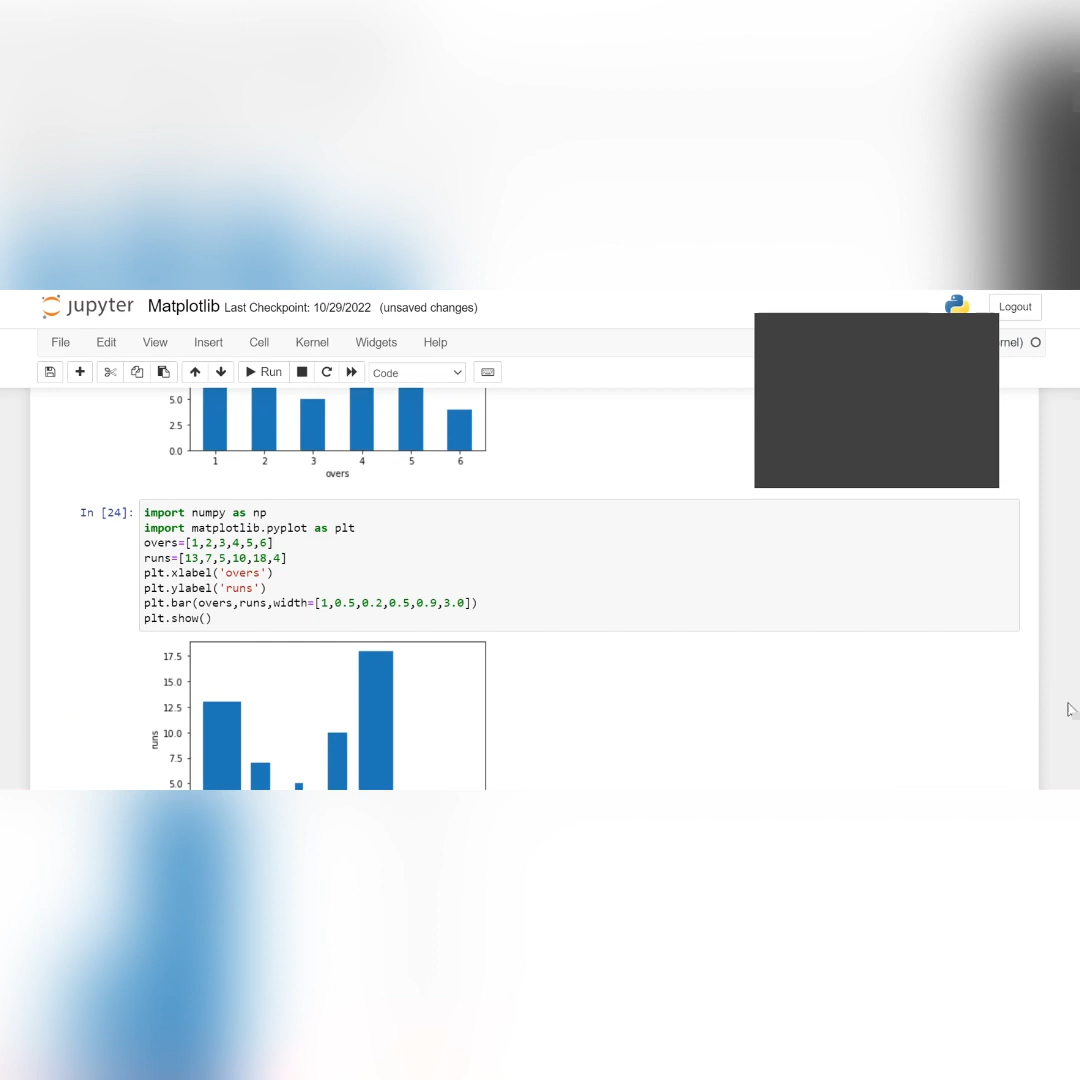 jupyter Matplotlib Last Checkpoint: 10/29/2022 (unsaved changes)
Logout
File Edit View Insert Cell Kernel Widgets Help
rnel)
Run
Code
5.0
2.5
0.0
1 2 3 4 5 6
overs
In [24]:
import numpy as np
import matplotlib.pyplot as plt
overs=[1,2,3,4,5,6]
runs=[13,7,5,10,18,4]
plt.xlabel('overs')
plt.ylabel('runs')
plt.bar(overs,runs,width=[1,0.5,0.2,0.5,0.9,3.0])
plt.show()
17.5
15.0
12.5
10.0
7.5
5.0
runs